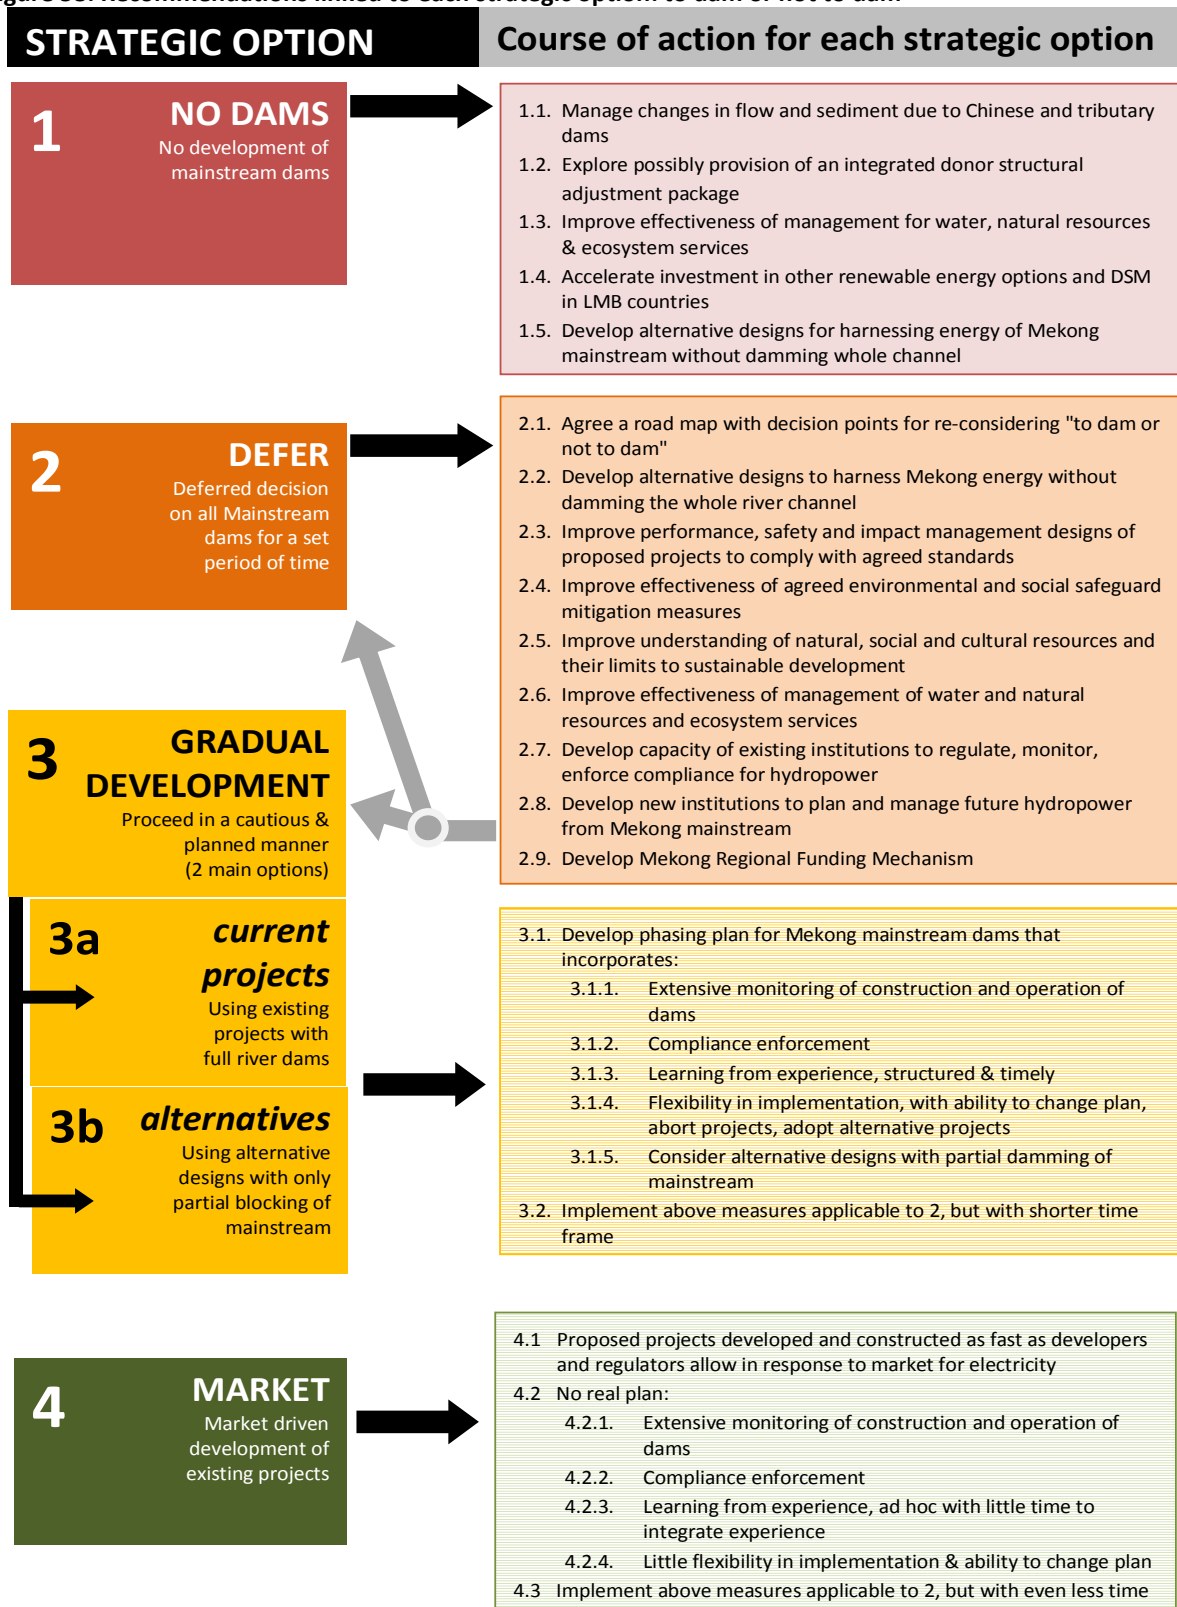 STRATEGIC OPTION
Course of action for each strategic option
1
NO DAMS
No development of
mainstream dams
1.1. Manage changes in flow and sediment due to Chinese and tributary
dams
1.2. Explore possibly provision of an integrated donor structural
adjustment package
1.3. Improve effectiveness of management for water, natural resources
& ecosystem services
1.4. Accelerate investment in other renewable energy options and DSM
in LMB countries
1.5. Develop alternative designs for harnessing energy of Mekong
mainstream without damming whole channel
2
DEFER
Deferred decision
on all Mainstream
dams for a set
period of time
2.1. Agree a road map with decision points for re-considering "to dam or
not to dam"
2.2. Develop alternative designs to harness Mekong energy without
damming the whole river channel
2.3. Improve performance, safety and impact management designs of
proposed projects to comply with agreed standards
2.4. Improve effectiveness of agreed environmental and social safeguard
mitigation measures
2.5. Improve understanding of natural, social and cultural resources and
their limits to sustainable development
2.6. Improve effectiveness of management of water and natural
resources and ecosystem services
2.7. Develop capacity of existing institutions to regulate, monitor,
enforce compliance for hydropower
2.8. Develop new institutions to plan and manage future hydropower
from Mekong mainstream
2.9. Develop Mekong Regional Funding Mechanism
3
GRADUAL
DEVELOPMENT
Proceed in a cautious &
planned manner
(2 main options)
3a
current
projects
Using existing
projects with
full river dams
3b
alternatives
Using alternative
designs with only
partial blocking of
mainstream
3.1. Develop phasing plan for Mekong mainstream dams that
incorporates:
3.1.1. Extensive monitoring of construction and operation of
dams
3.1.2. Compliance enforcement
3.1.3. Learning from experience, structured & timely
3.1.4. Flexibility in implementation, with ability to change plan,
abort projects, adopt alternative projects
3.1.5. Consider alternative designs with partial damming of
mainstream
3.2. Implement above measures applicable to 2, but with shorter time
frame
4
MARKET
Market driven
development of
existing projects
4.1 Proposed projects developed and constructed as fast as developers
and regulators allow in response to market for electricity
4.2 No real plan:
4.2.1. Extensive monitoring of construction and operation of
dams
4.2.2. Compliance enforcement
4.2.3. Learning from experience, ad hoc with little time to
integrate experience
4.2.4. Little flexibility in implementation & ability to change plan
4.3 Implement above measures applicable to 2, but with even less time